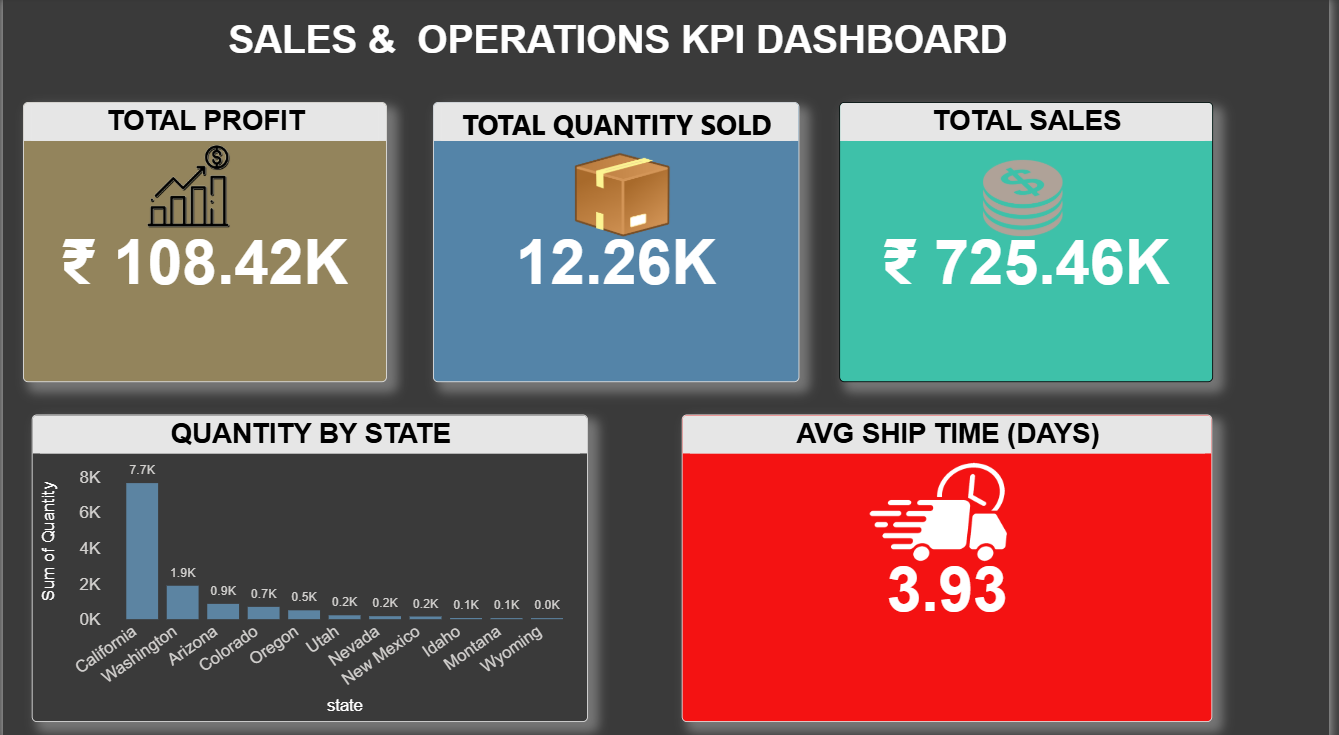 SALES &  OPERATIONS KPI DASHBOARD
TOTAL PROFIT
$
₹ 108.42K
TOTAL QUANTITY SOLD
12.26K
TOTAL SALES
$
₹ 725.46K
QUANTITY BY STATE
Sum of Quantity
8K
6K
4K
2K
0K
7.7K
1.9K
0.9K
0.7K
0.5K
0.2K
0.2K
0.2K
0.1K
0.1K
0.0K
California
Washington
Arizona
Colorado
Oregon
Utah
Nevada
New Mexico
Idaho
Montana
Wyoming
state
AVG SHIP TIME (DAYS)
3.93